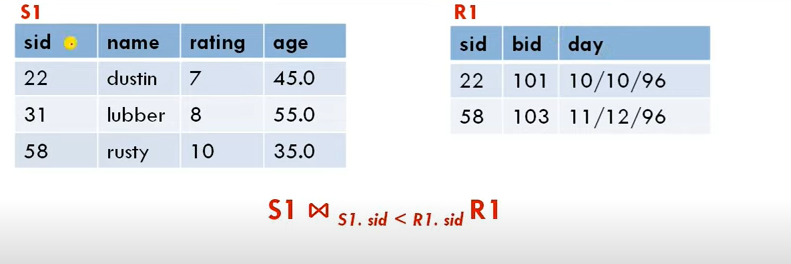 S1
sid name rating age
22 dustin 7 45.0
31 lubber 8 55.0
58 rusty 10 35.0
R1
sid bid day
22 101 10/10/96
58 103 11/12/96
S1 ⋈ S1. sid < R1. sid R1